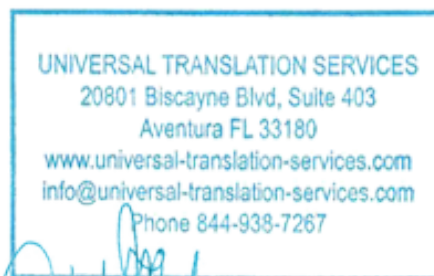 UNIVERSAL TRANSLATION SERVICES
20801 Biscayne Blvd, Suite 403
Aventura FL 33180
www.universal-translation-services.com
info@universal-translation-services.com
Phone 844-938-7267